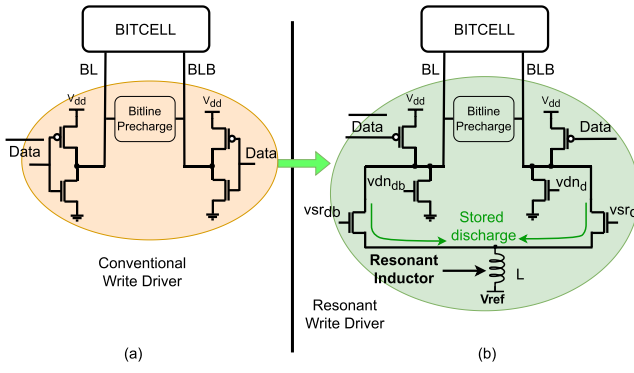 BITCELL
BL
BLB
Vdd
Vdd
Bitline
Precharge
Data
Data
Conventional
Write Driver
(a)
BITCELL
BL
BLB
Vdd
Vdd
Bitline
Precharge
Data
Data
vdndb
vdnd
vsrdb
vsrd
Stored
discharge
Resonant
Inductor
L
Vref
Resonant
Write Driver
(b)